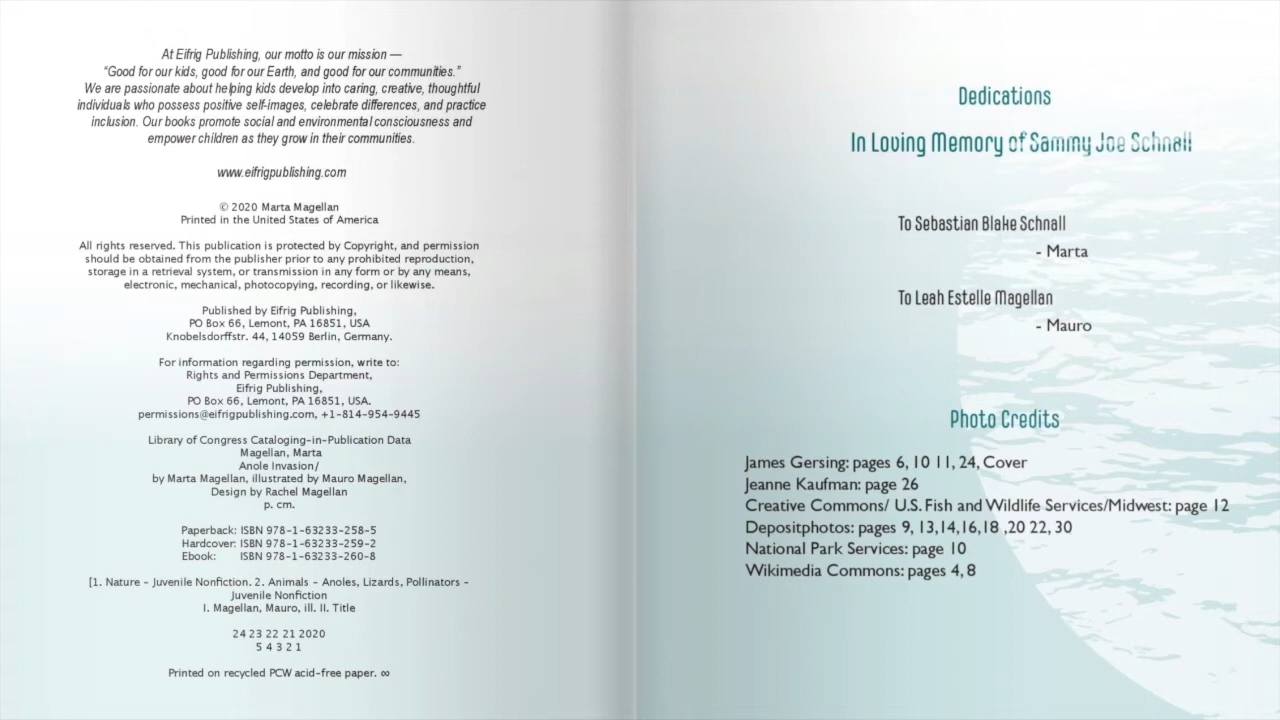 At Eifrig Publishing, our motto is our mission —
“Good for our kids, good for our Earth, and good for our communities.”
We are passionate about helping kids develop into caring, creative, thoughtful
individuals who possess positive self-images, celebrate differences, and practice
inclusion. Our books promote social and environmental consciousness and
empower children as they grow in their communities.
www.eifrigpublishing.com
© 2020 Marta Magellan
Printed in the United States of America
All rights reserved. This publication is protected by Copyright, and permission
should be obtained from the publisher prior to any prohibited reproduction,
storage in a retrieval system, or transmission in any form or by any means,
electronic, mechanical, photocopying, recording, or likewise.
Published by Eifrig Publishing,
PO Box 66, Lemont, PA 16851, USA
Knobelsdorffstr. 44, 14059 Berlin, Germany.
For information regarding permission, write to:
Rights and Permissions Department,
Eifrig Publishing,
PO Box 66, Lemont, PA 16851, USA.
permissions@eifrigpublishing.com, +1-814-954-9445
Library of Congress Cataloging-in-Publication Data
Magellan, Marta
Anole Invasion/
by Marta Magellan, illustrated by Mauro Magellan,
Design by Rachel Magellan
p. cm.
Paperback: ISBN 978-1-63233-258-5
Hardcover: ISBN 978-1-63233-259-2
Ebook: ISBN 978-1-63233-260-8
[1. Nature - Juvenile Nonfiction. 2. Animals - Anoles, Lizards, Pollinators -
Juvenile Nonfiction
I. Magellan, Mauro, ill. II. Title
24 23 22 21 2020
5 4 3 2 1
Printed on recycled PCW acid-free paper. ∞
Dedications
In Loving Memory of Sammy Joe Schnall
To Sebastian Blake Schnall
- Marta
To Leah Estelle Magellan
- Mauro
Photo Credits
James Gersing: pages 6, 10 11, 24, Cover
Jeanne Kaufman: page 26
Creative Commons/ U.S. Fish and Wildlife Services/Midwest: page 12
Depositphotos: pages 9, 13,14,16,18 ,20 22, 30
National Park Services: page 10
Wikimedia Commons: pages 4, 8